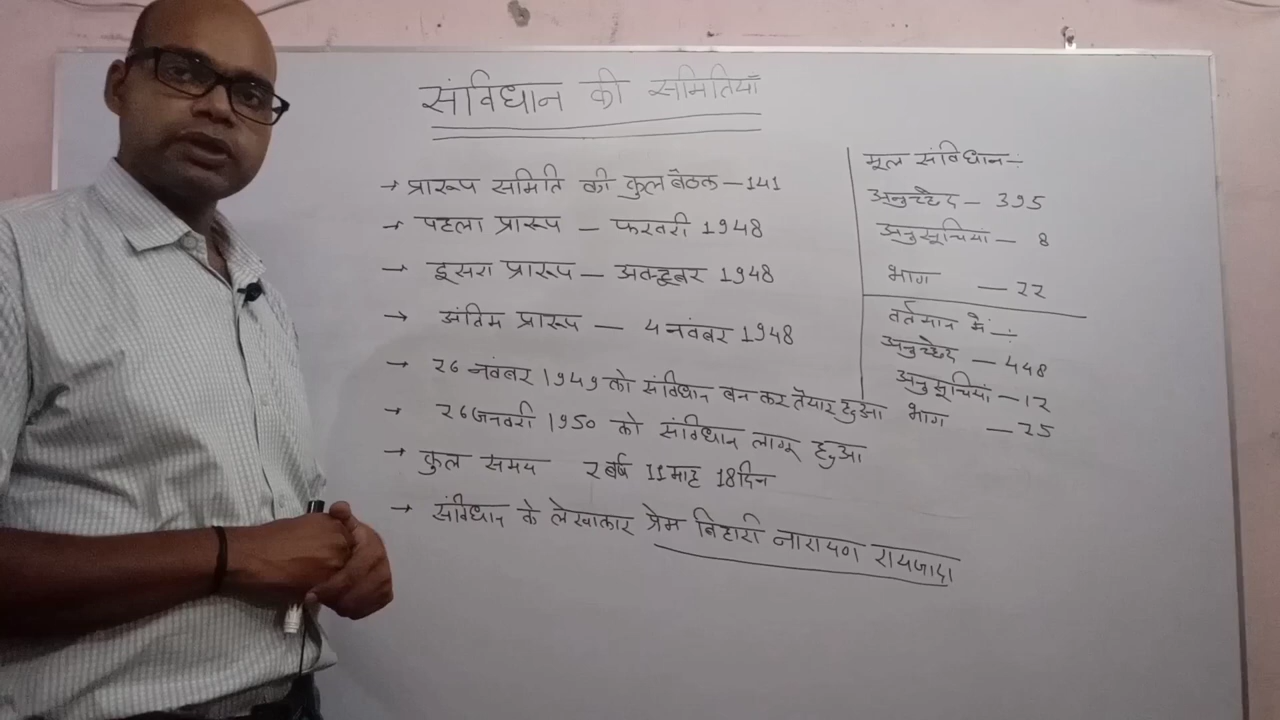 संविधान की समितियाँ
→ प्रारूप समिति की कुल बैठक – 141
→ पहला प्रारूप – फरवरी 1948
→ दूसरा प्रारूप – अक्टूबर 1948
→ अंतिम प्रारूप – 4 नवंबर 1948
→ 26 नवंबर 1949 को संविधान बन कर तैयार हुआ
→ 26 जनवरी 1950 को संविधान लागू हुआ
→ कुल समय 2 वर्ष 11 माह 18 दिन
→ संविधान के लेखाकार प्रेम बिहारी नारायण रायजादा
मूल संविधान :-
अनुच्छेद – 395
अनुसूचियां – 8
भाग – 22
वर्तमान में :-
अनुच्छेद – 448
अनुसूचियां – 12
भाग – 25